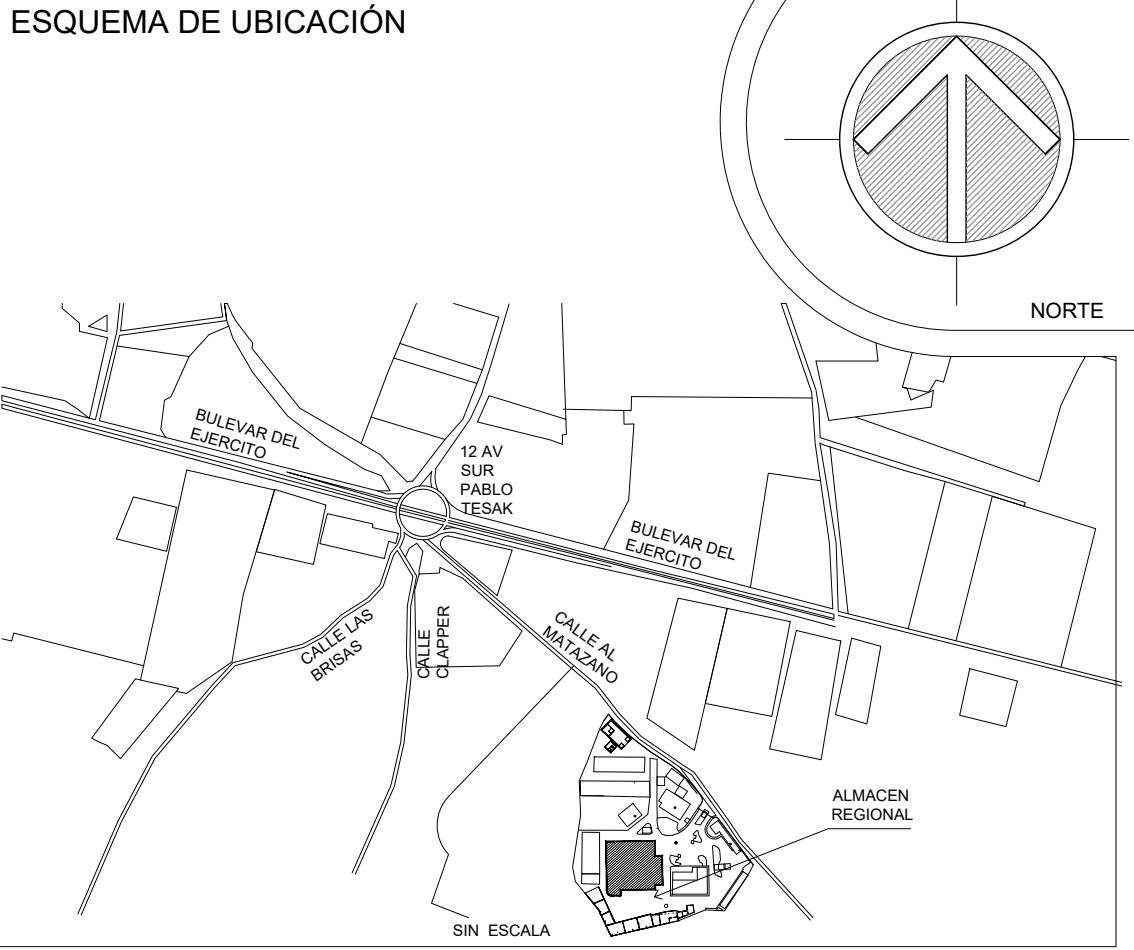 ESQUEMA DE UBICACIÓN
NORTE
BULEVAR DEL
EJERCITO
12 AV
SUR
PABLO
TESAK
BULEVAR DEL
EJERCITO
CALLE LAS
BRISAS
CALLE
CLAPPER
CALLE AL
MATAZANO
ALMACEN
REGIONAL
SIN ESCALA